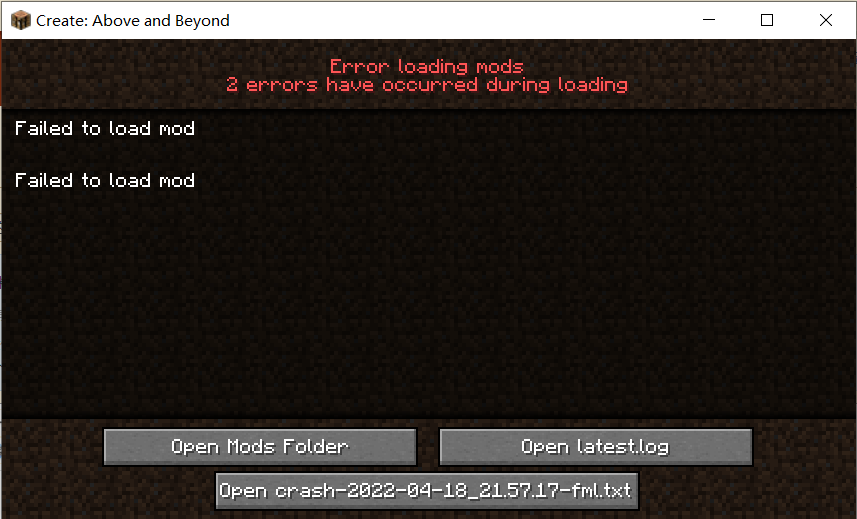 Create: Above and Beyond
Error loading mods
2 errors have occurred during loading
Failed to load mod
Failed to load mod
Open Mods Folder
Open latest.log
Open crash-2022-04-18_21.57.17-fml.txt